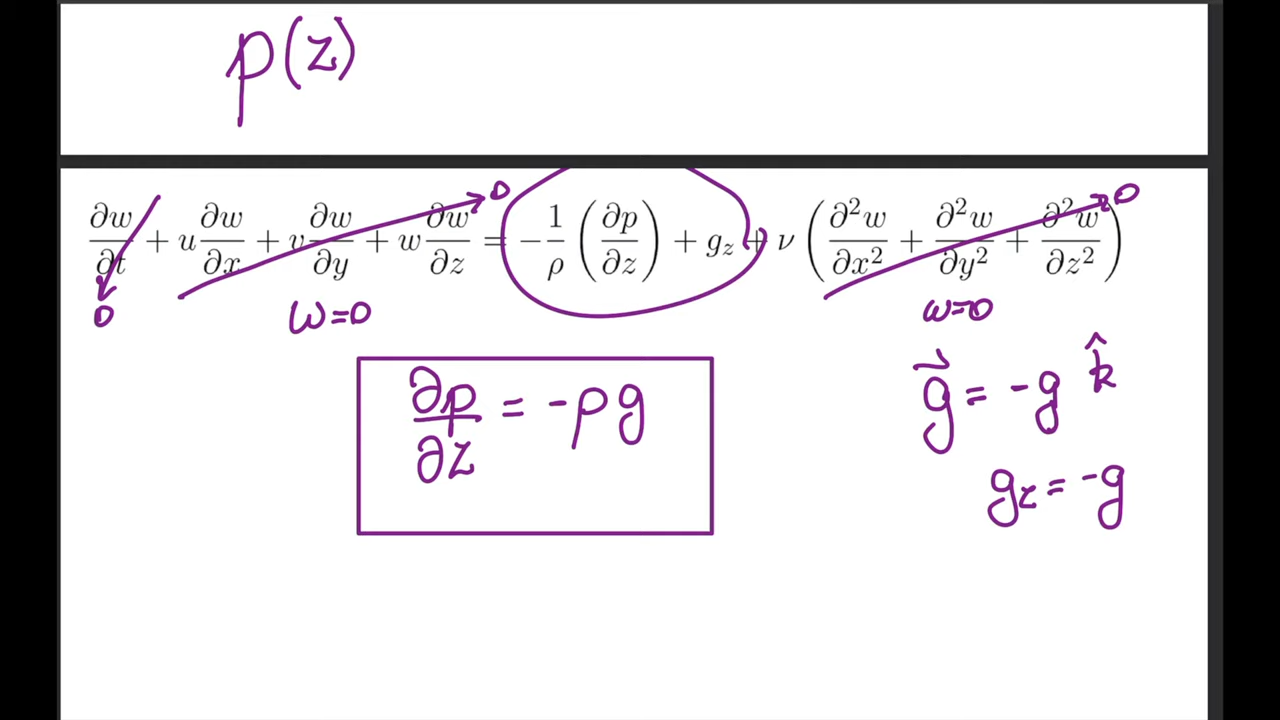 p(z)
∂w/∂t + u ∂w/∂x + v ∂w/∂y + w ∂w/∂z = -1/ρ (∂p/∂z) + g_z + ν (∂²w/∂x² + ∂²w/∂y² + ∂²w/∂z²)
0 0 0
w=0 w=0
∂p/∂z = -ρg
g⃗ = -g k̂
g_z = -g